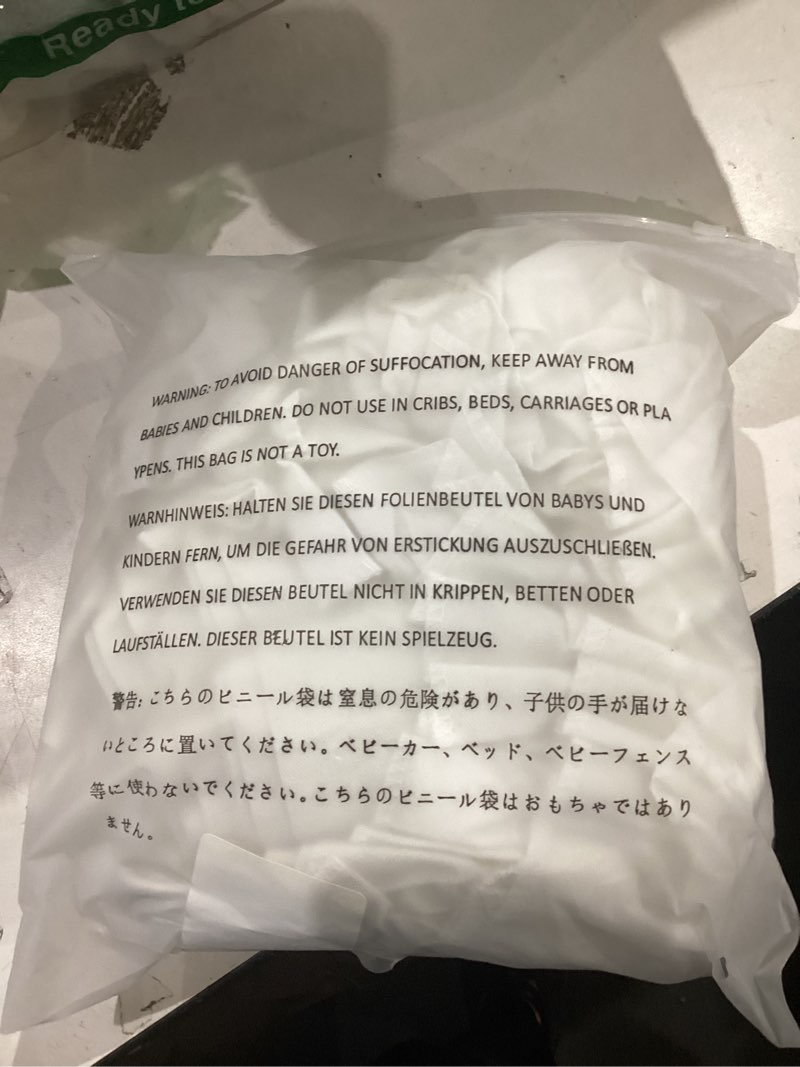 Ready to
WARNING: TO AVOID DANGER OF SUFFOCATION, KEEP AWAY FROM
BABIES AND CHILDREN. DO NOT USE IN CRIBS, BEDS, CARRIAGES OR PLA
YPENS. THIS BAG IS NOT A TOY.
WARNHINWEIS: HALTEN SIE DIESEN FOLIENBEUTEL VON BABYS UND
KINDERN FERN, UM DIE GEFAHR VON ERSTICKUNG AUSZUSCHLIEßEN.
VERWENDEN SIE DIESEN BEUTEL NICHT IN KRIPPEN, BETTEN ODER
LAUFSTÄLLEN. DIESER BEUTEL IST KEIN SPIELZEUG.
警告: こちらのビニール袋は窒息の危険があり、子供の手が届けな
いところに置いてください。ベビーカー、ベッド、ベビーフェンス
等に使わないでください。こちらのビニール袋はおもちゃではあり
ません。